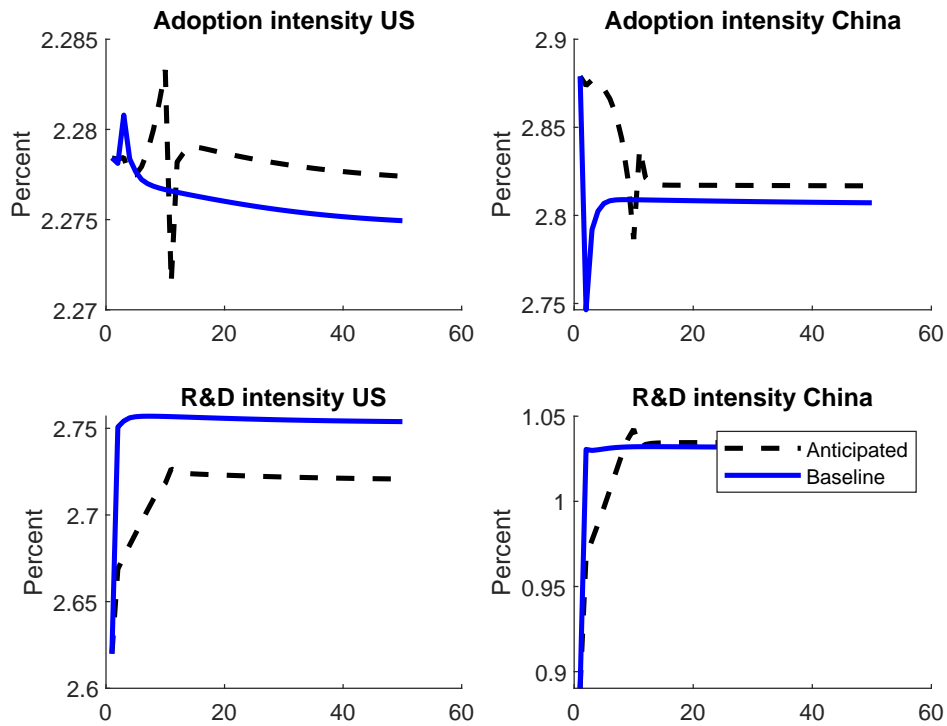 Adoption intensity US
2.285
2.28
2.275
2.27
Percent
0 20 40 60
Adoption intensity China
2.9
2.85
2.8
2.75
Percent
0 20 40 60
R&D intensity US
2.75
2.7
2.65
2.6
Percent
0 20 40 60
R&D intensity China
1.05
1
0.95
0.9
Percent
0 20 40 60
Anticipated
Baseline